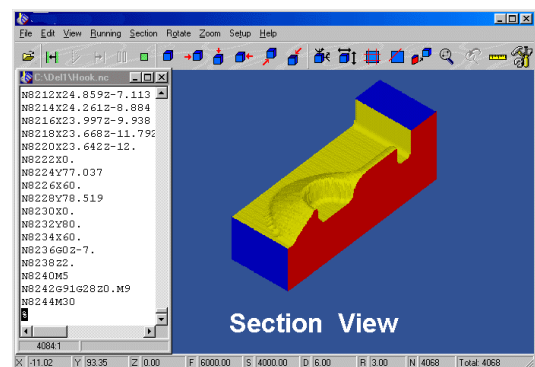 File Edit View Running Section Rotate Zoom Setup Help
C:\Def1\Hook.nc
N8212X24.859Z-7.113
N8214X24.261Z-8.884
N8216X23.997Z-9.938
N8218X23.668Z-11.792
N8220X23.642Z-12.
N8222X0.
N8224Y77.037
N8226X60.
N8228Y78.519
N8230X0.
N8232Y80.
N8234X60.
N8236G0Z-7.
N8238Z2.
N8240M5
N8242G91G28Z0.M9
N8244M30
%
4084:1
Section View
X -11.02 Y 93.35 Z 0.00 F 6000.00 S 4000.00 D 6.00 R 3.00 N 4068 Total: 4068